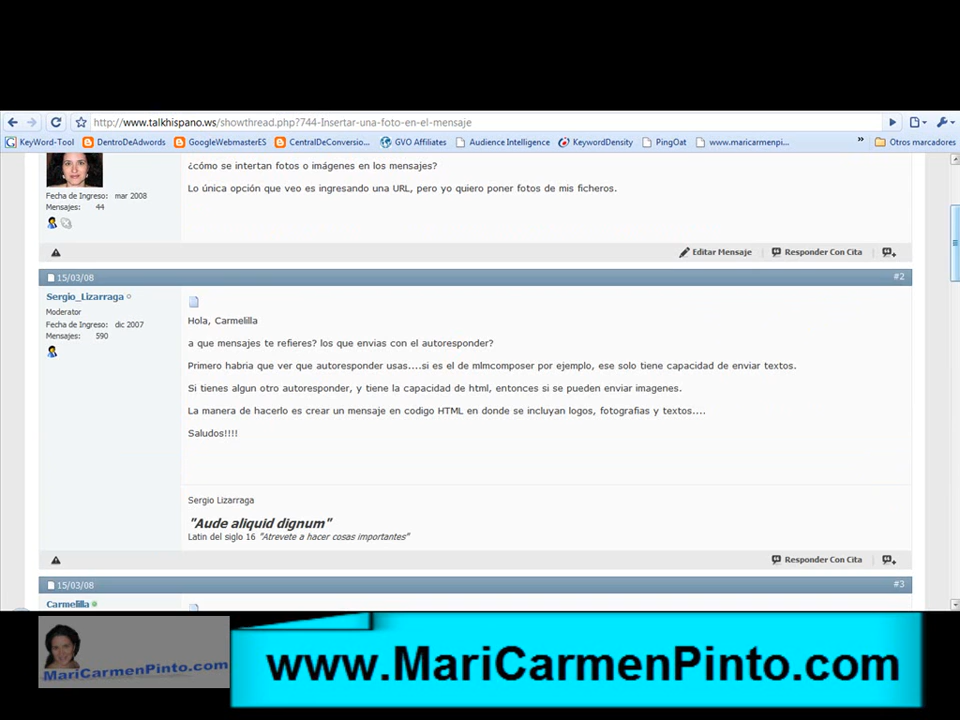 http://www.talkhispano.ws/showthread.php?744-Insertar-una-foto-en-el-mensaje
KeyWord-Tool DentroDeAdwords GoogleWebmasterES CentralDeConversio... GVO Affiliates Audience Intelligence KeywordDensity PingOat www.maricarmenpi... » Otros marcadores
¿cómo se intertan fotos o imágenes en los mensajes?
Lo única opción que veo es ingresando una URL, pero yo quiero poner fotos de mis ficheros.
Fecha de Ingreso: mar 2008
Mensajes: 44
Editar Mensaje Responder Con Cita
15/03/08 #2
Sergio_Lizarraga
Moderator
Fecha de Ingreso: dic 2007
Mensajes: 590
Hola, Carmelilla
a que mensajes te refieres? los que envias con el autoresponder?
Primero habria que ver que autoresponder usas....si es el de mlmcomposer por ejemplo, ese solo tiene capacidad de enviar textos.
Si tienes algun otro autoresponder, y tiene la capacidad de html, entonces si se pueden enviar imagenes.
La manera de hacerlo es crear un mensaje en codigo HTML en donde se incluyan logos, fotografias y textos....
Saludos!!!!
Sergio Lizarraga
"Aude aliquid dignum"
Latin del siglo 16 "Atrevete a hacer cosas importantes"
Responder Con Cita
15/03/08 #3
Carmelilla
MariCarmenPinto.com
www.MariCarmenPinto.com